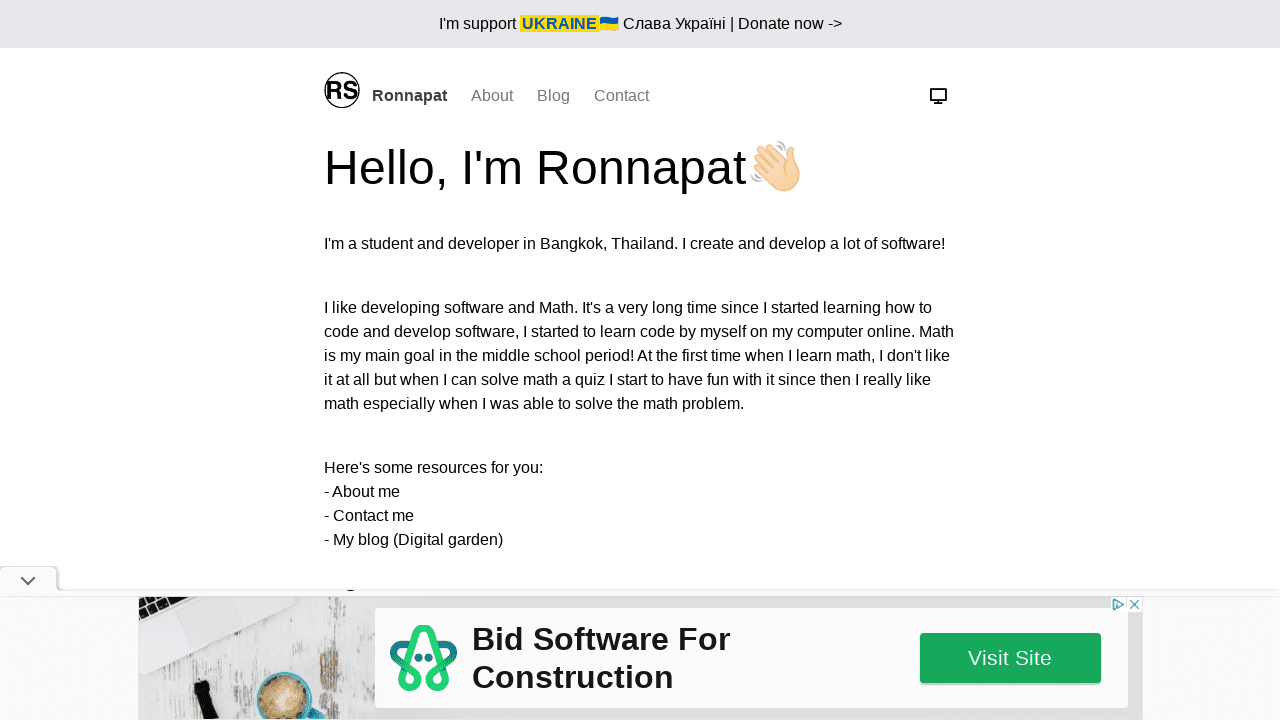 I'm support UKRAINE🇺🇦 Слава Україні | Donate now ->
RS Ronnapat About Blog Contact
Hello, I'm Ronnapat👋🏻
I'm a student and developer in Bangkok, Thailand. I create and develop a lot of software!
I like developing software and Math. It's a very long time since I started learning how to
code and develop software, I started to learn code by myself on my computer online. Math
is my main goal in the middle school period! At the first time when I learn math, I don't like
it at all but when I can solve math a quiz I start to have fun with it since then I really like
math especially when I was able to solve the math problem.
Here's some resources for you:
- About me
- Contact me
- My blog (Digital garden)
Bid Software For
Construction
Visit Site